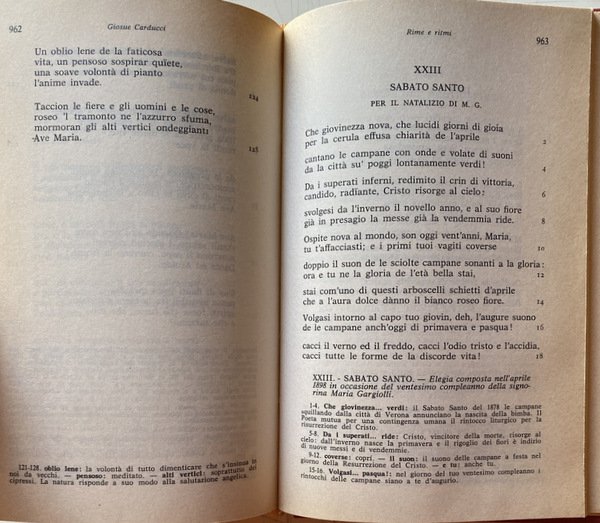 962
Giosue Carducci
Un oblio lene de la faticosa
vita, un pensoso sospirar quïete,
una soave volontà di pianto
l'anime invade.
124
Taccion le fiere e gli uomini e le cose,
roseo 'l tramonto ne l'azzurro sfuma,
mormoran gli alti vertici ondeggianti
Ave Maria.
128
121-128. oblio lene: la volontà di tutto dimenticare che s'insinua in
noi da vecchi. — pensoso: meditato. — alti vertici: soprattutto dei
cipressi. La natura risponde a suo modo alla salutazione angelica.
Rime e ritmi
963
XXIII
SABATO SANTO
PER IL NATALIZIO DI M. G.
Che giovinezza nova, che lucidi giorni di gioia
per la cerula effusa chiarità de l'aprile
2
cantano le campane con onde e volate di suoni
da la città su' poggi lontanamente verdi!
4
Da i superati inferni, redimito il crin di vittoria,
candido, radïante, Cristo risorge al cielo:
6
svolgesi da l'inverno il novello anno, e al suo fiore
già in presagio la messe già la vendemmia ride.
8
Ospite nova al mondo, son oggi vent'anni, Maria,
tu t'affacciasti; e i primi tuoi vagiti coverse
10
doppio il suon de le sciolte campane sonanti a la gloria:
ora e tu ne la gloria de l'età bella stai,
12
stai com'uno di questi arboscelli schietti d'aprile
che a l'aura dolce dànno il bianco roseo fiore.
14
Volgasi intorno al capo tuo giovin, deh, l'augure suono
de le campane anch'oggi di primavera e pasqua!
16
cacci il verno ed il freddo, cacci l'odio tristo e l'accidia,
cacci tutte le forme de la discorde vita!
18
XXIII. - SABATO SANTO. — Elegia composta nell'aprile
1898 in occasione del ventesimo compleanno della signo-
rina Maria Gargiolli.
1-4. Che giovinezza... verdi: il Sabato Santo del 1878 le campane
squillando dalla città di Verona annunciano la nascita della bimba. Il
Poeta mutua per una contingenza umana il rintocco liturgico per la
risurrezione del Cristo.
5-8. Da i superati... ride: Cristo, vincitore della morte, risorge al
cielo: dall'inverno nasce la primavera e il rigoglio dei fiori è indizio
di nuove messi e di vendemmie.
9-12. coverse: coprì. — il suon: il suono delle campane a festa nel
giorno della Resurrezione del Cristo. — e tu: anche tu.
15-16. Volgasi... pasqua!: nel giorno del tuo ventesimo compleanno i
rintocchi delle campane siano a te d'augurio.